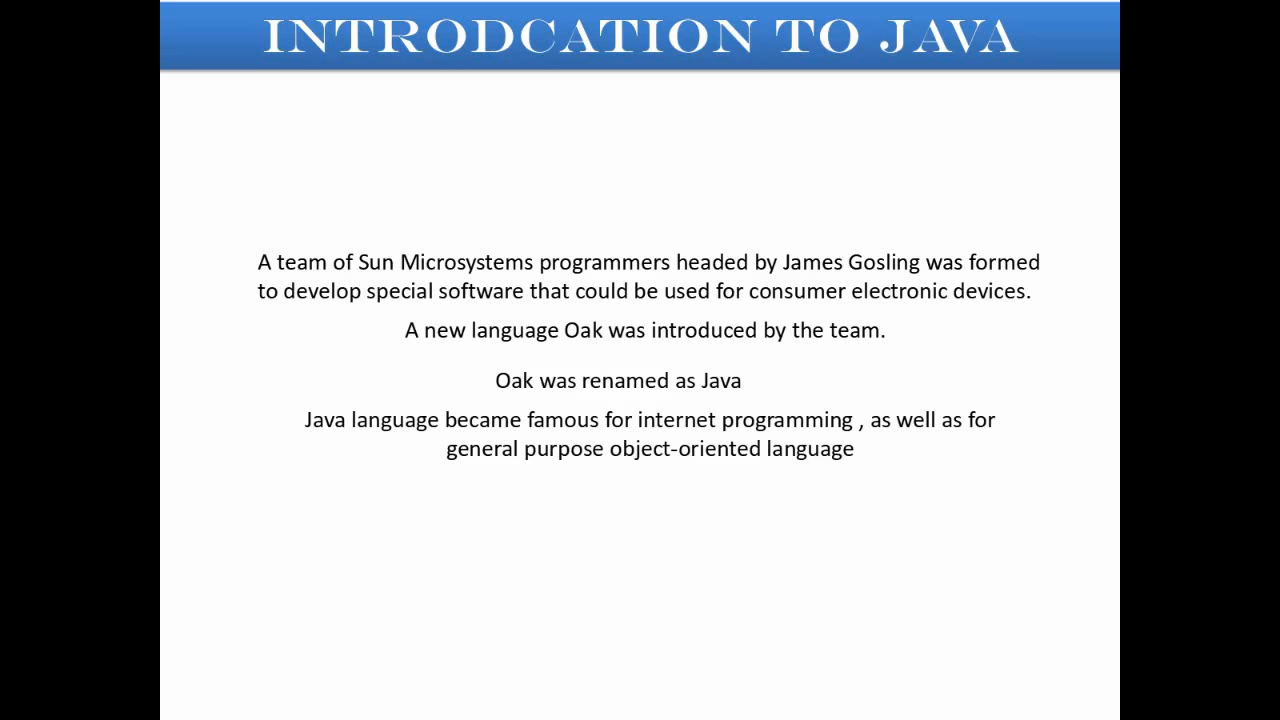 INTRODCATION TO JAVA
A team of Sun Microsystems programmers headed by James Gosling was formed
to develop special software that could be used for consumer electronic devices.
A new language Oak was introduced by the team.
Oak was renamed as Java
Java language became famous for internet programming , as well as for
general purpose object-oriented language